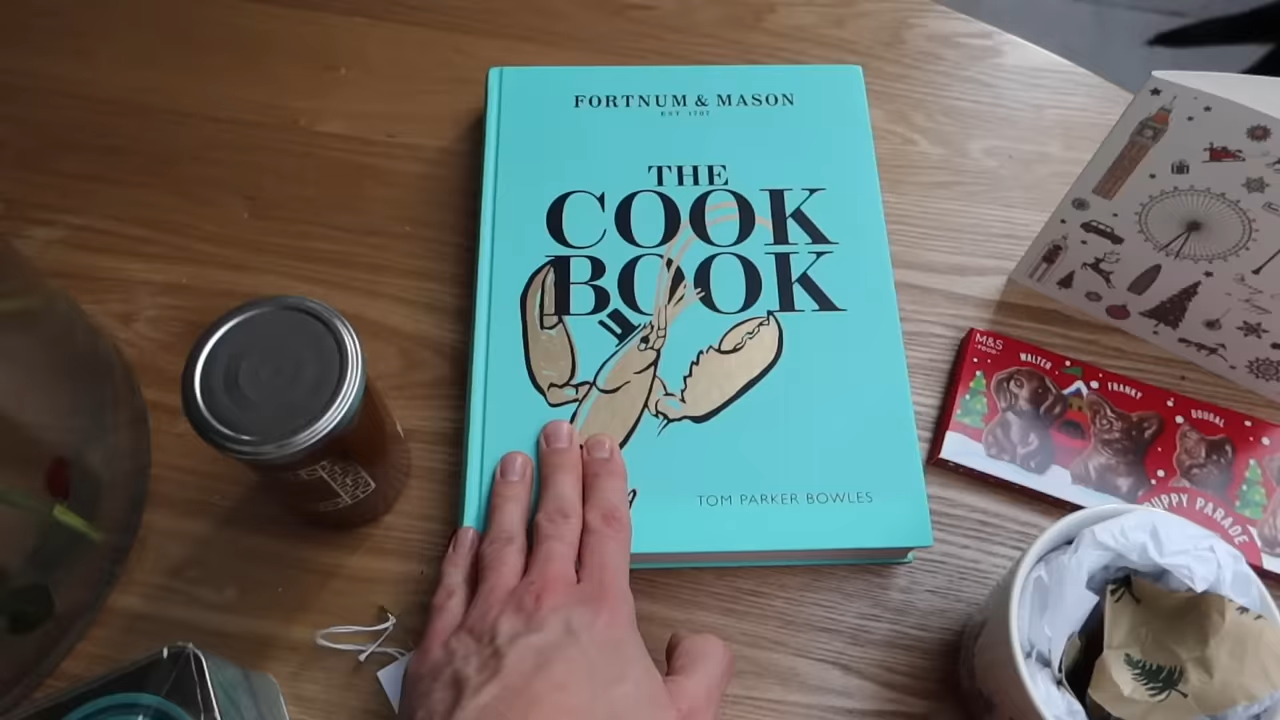 FORTNUM & MASON
EST 1707
THE
COOK
BOOK
TOM PARKER BOWLES
M&S
FOOD
WALTER
FRANKY
DOUGAL
PUPPY PARADE